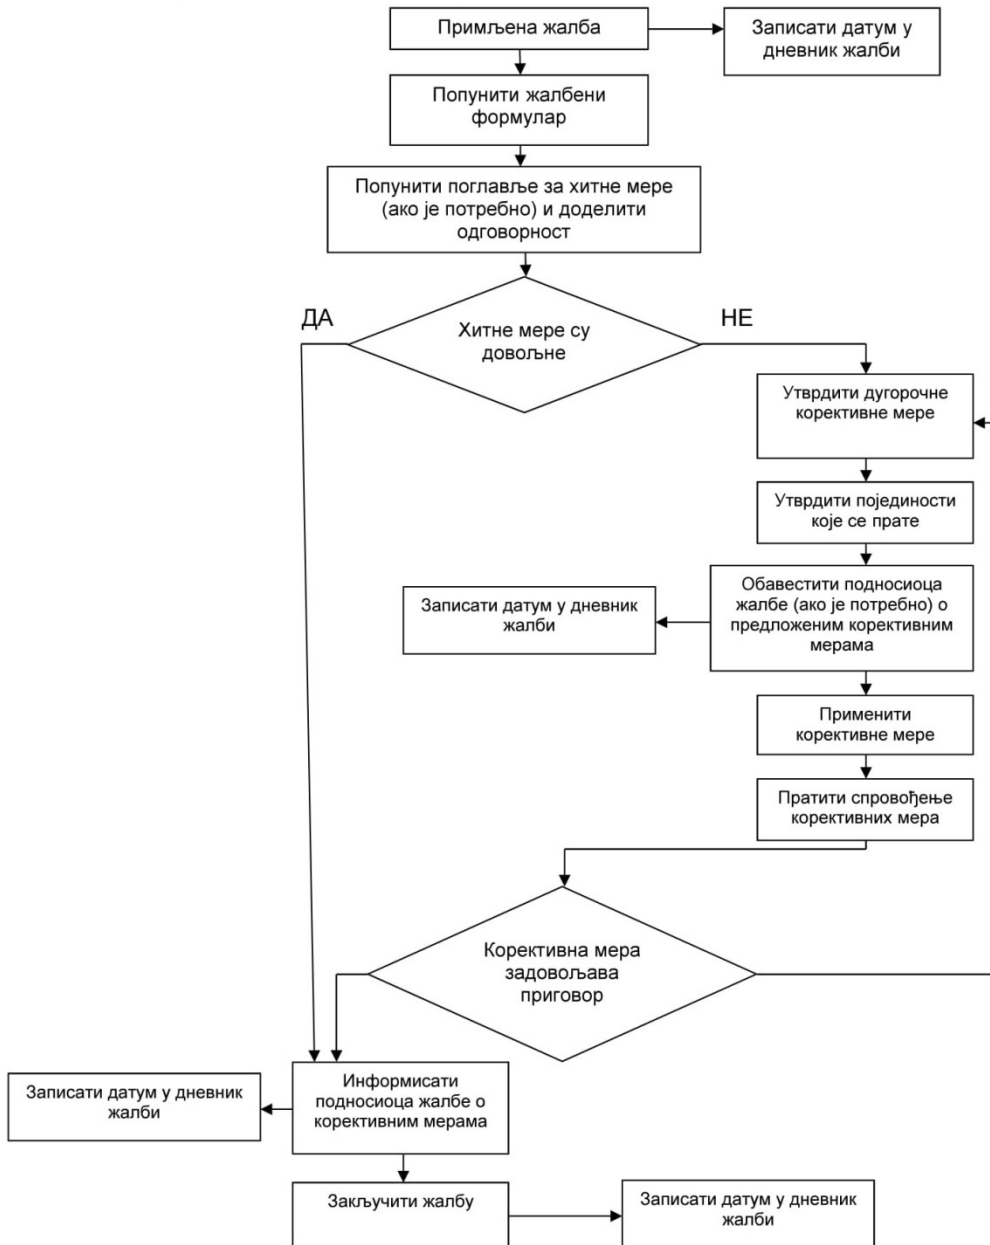 Примљена жалба
Записати датум у
дневник жалби
Попунити жалбени
формулар
Попунити поглавље за хитне мере
(ако је потребно) и доделити
одговорност
ДА
НЕ
Хитне мере су
довољне
Утврдити дугорочне
корективне мере
Утврдити појединости
које се прате
Обавестити подносиоца
жалбе (ако је потребно) о
предложеним корективним
мерама
Записати датум у дневник
жалби
Применити
корективне мере
Пратити спровођење
корективних мера
Корективна мера
задовољава
приговор
Информисати
подносиоца жалбе о
корективним мерама
Записати датум у дневник
жалби
Закључити жалбу
Записати датум у дневник
жалби